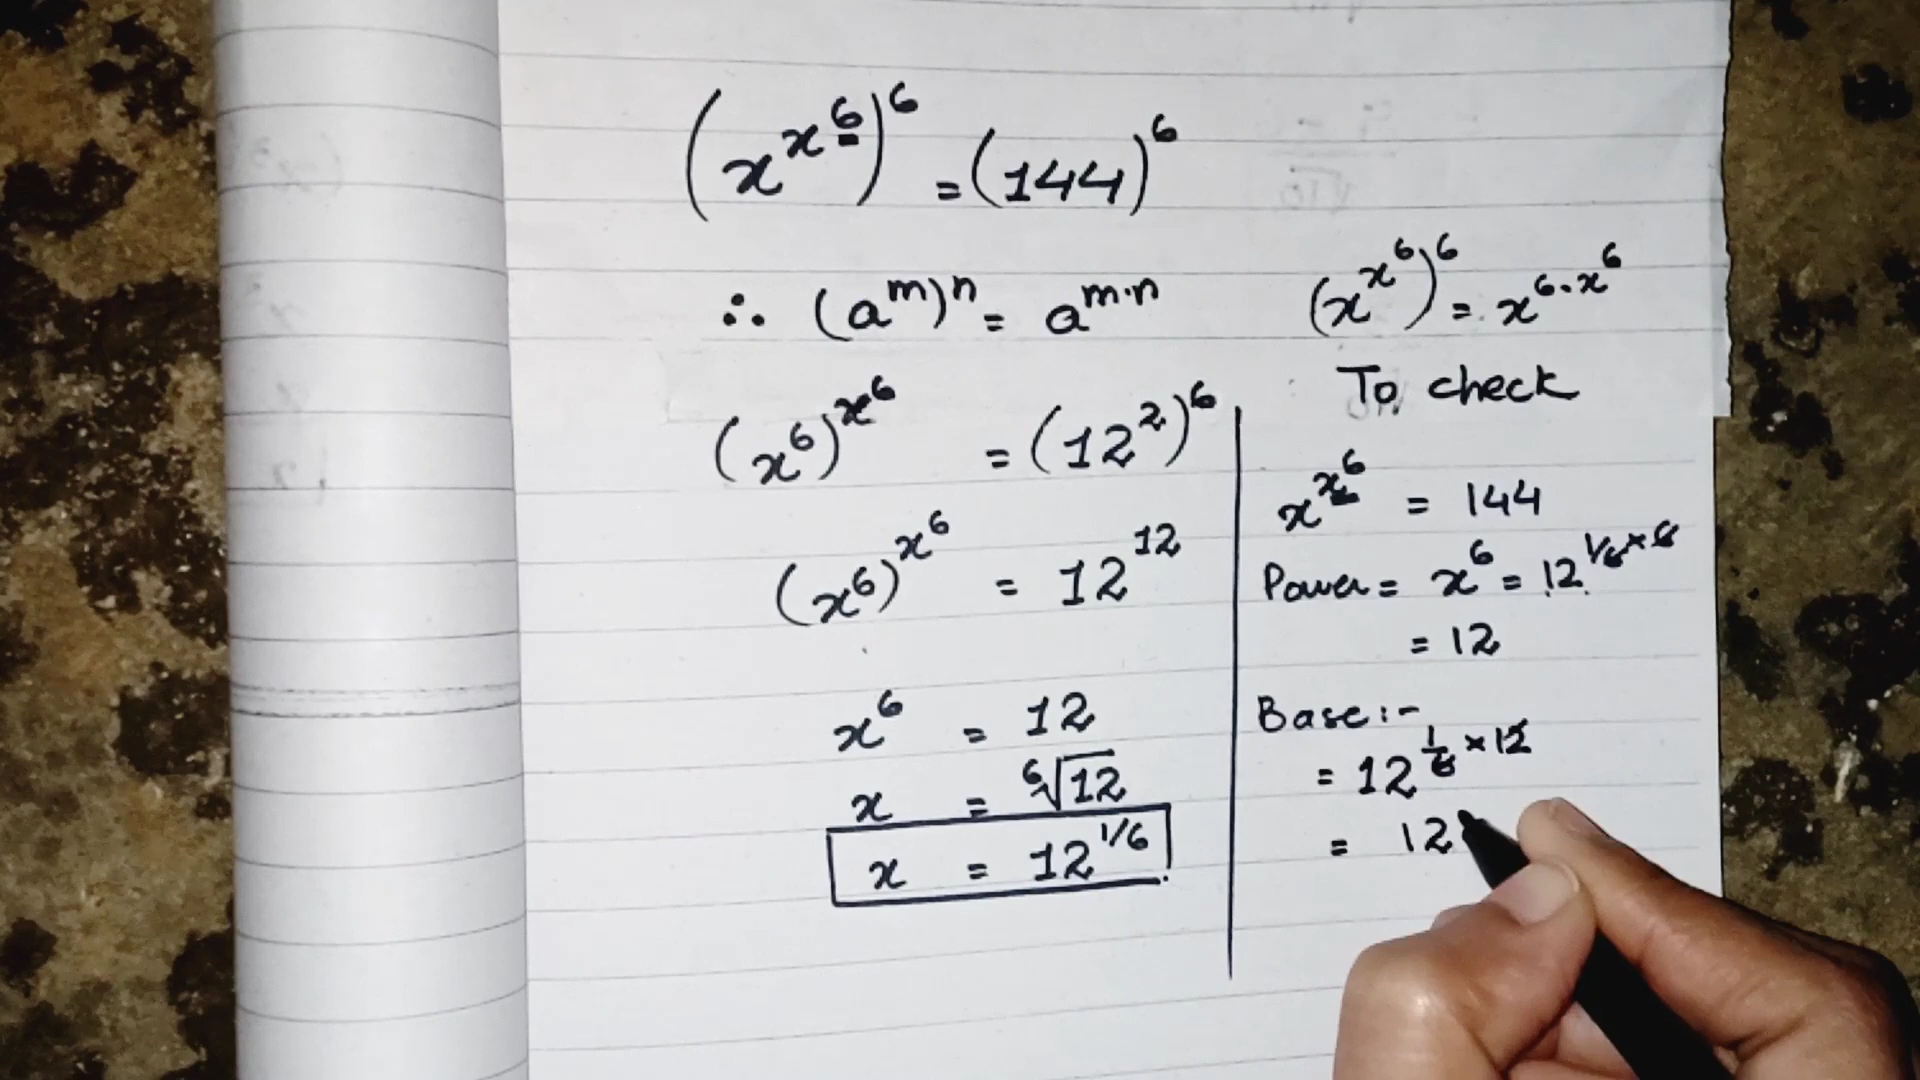 (x^x^6)^6 = (144)^6
∴ (a^m)^n = a^m·n
(x^x^6)^6 = x^6·x^6
(x^6)^x^6 = (12^2)^6
(x^6)^x^6 = 12^12
x^6 = 12
x = ⁶√12
x = 12^1/6
To check
x^x^6 = 144
Power = x^6 = 12^1/6×6
= 12
Base :-
= 12^1/6 × 12
= 12